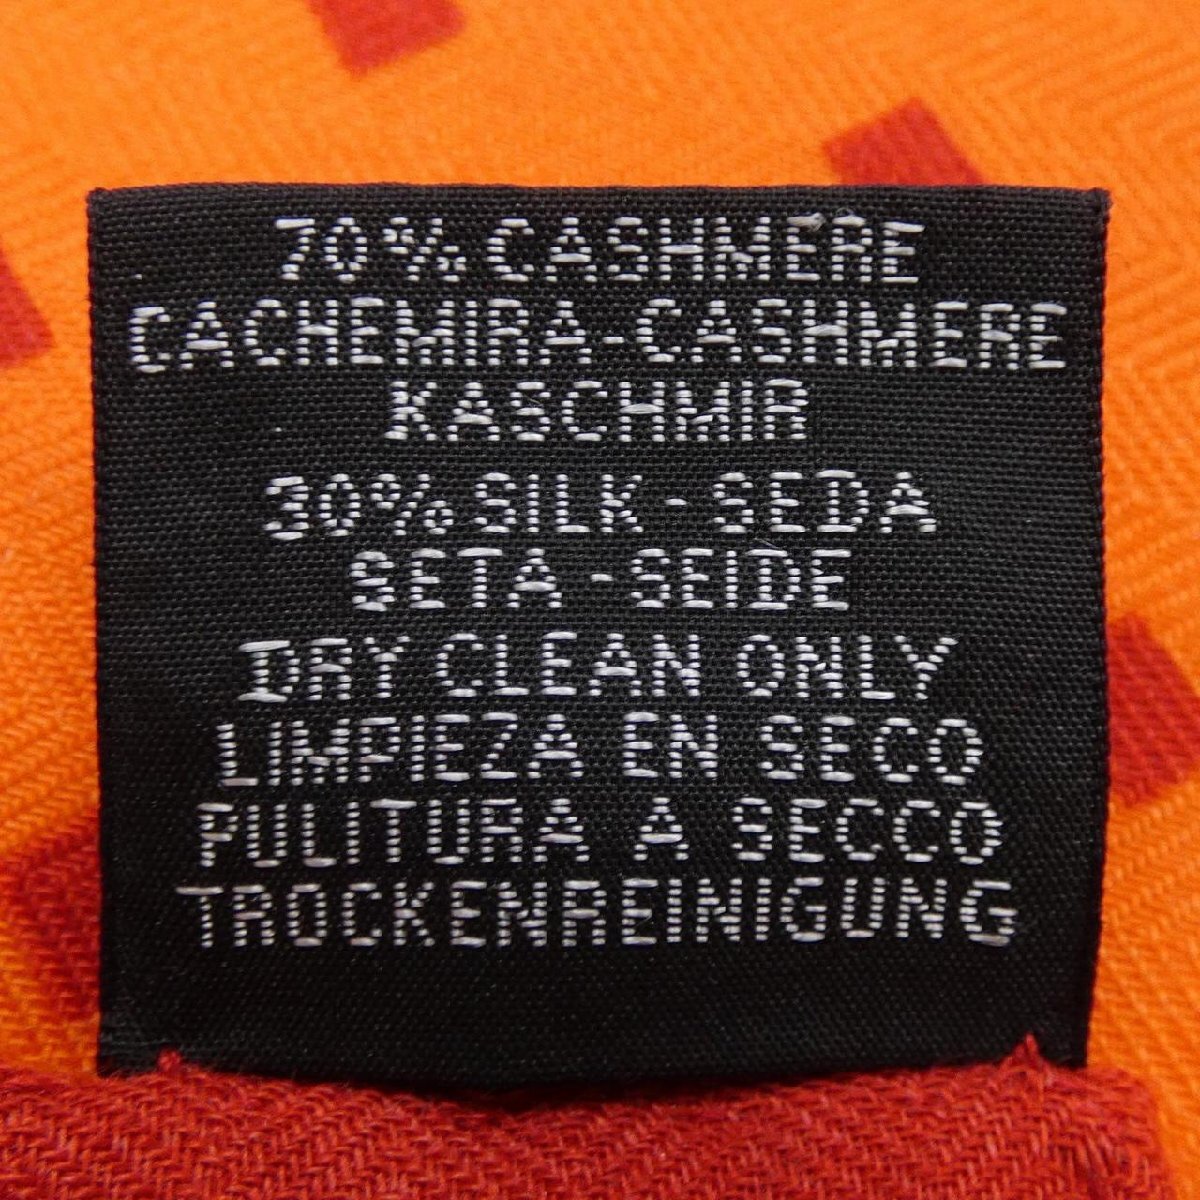 70% CASHMERE
CACHEMIRA-CASHMERE
KASCHMIR
30% SILK - SEDA
SETA - SEIDE
DRY CLEAN ONLY
LIMPIEZA EN SECO
PULITURA A SECCO
TROCKENREINIGUNG